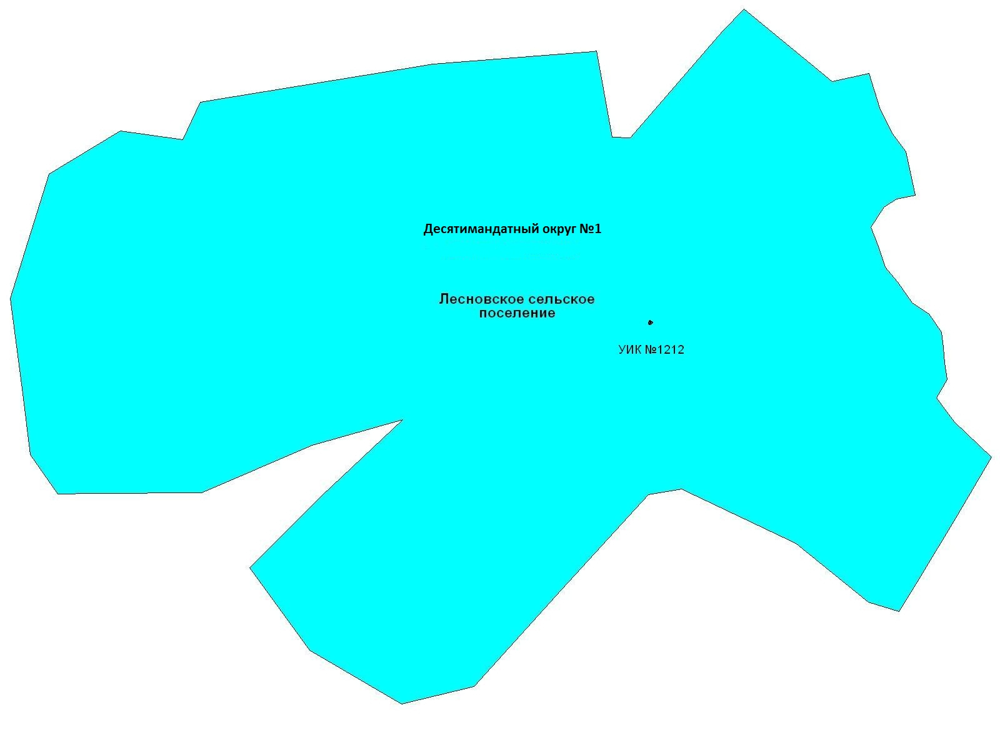 Десятимандатный округ №1
Лесновское сельское
поселение
УИК №1212